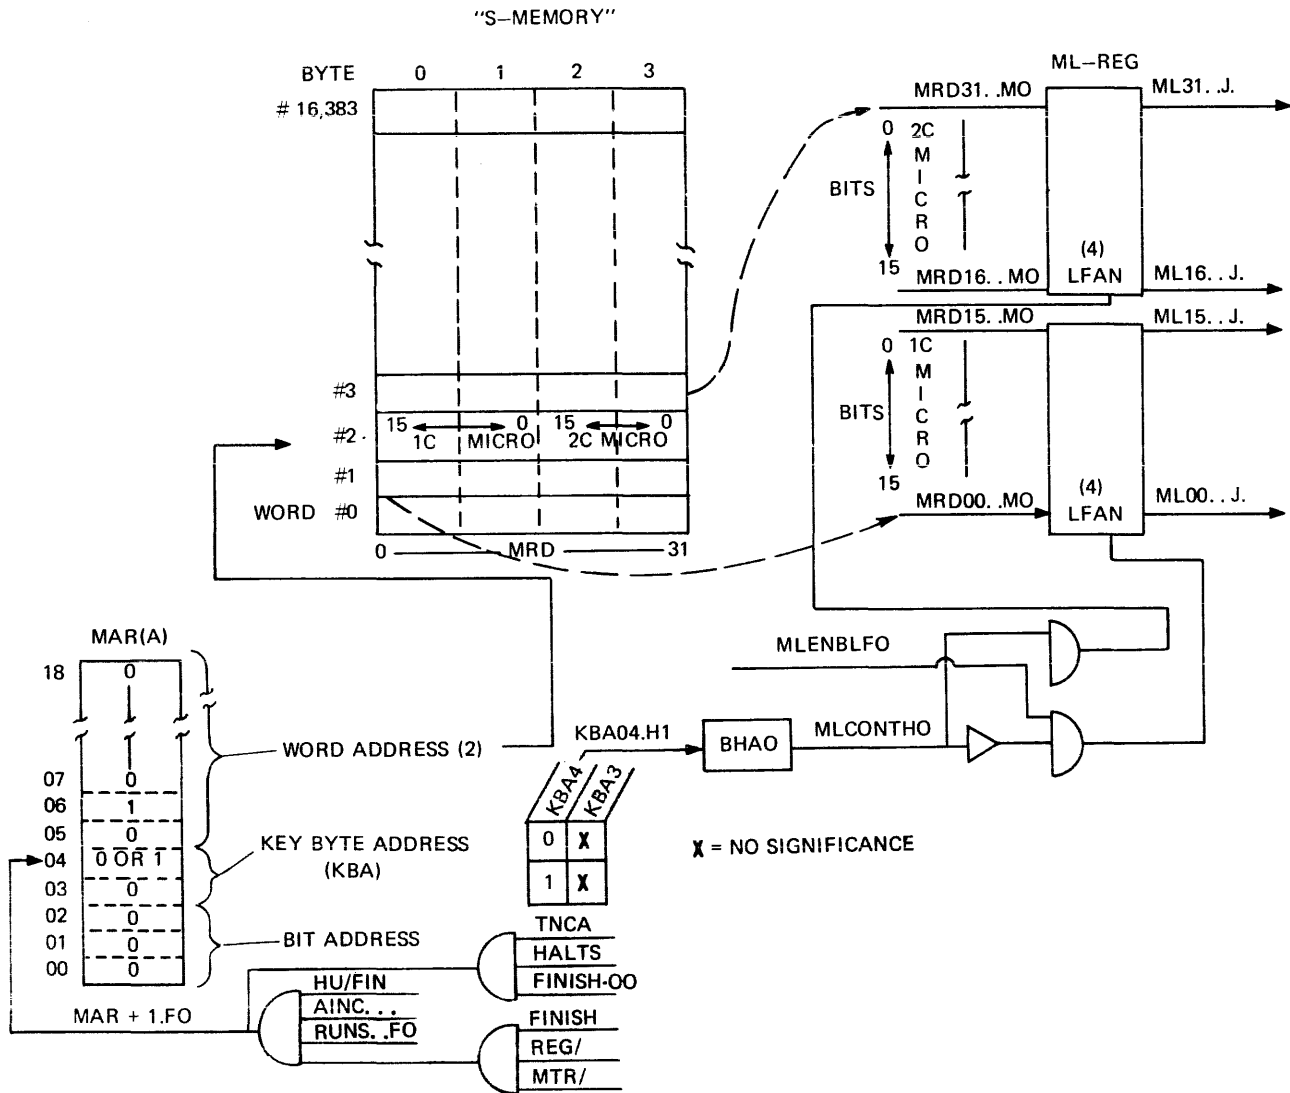 "S-MEMORY"
BYTE 0 1 2 3
# 16,383
#3
#2
15 0 15 0
1C MICRO 2C MICRO
#1
WORD #0
0 MRD 31
ML-REG
MRD31..MO ML31..J.
0 2C MICRO
BITS
15
(4)
LFAN
MRD16..MO ML16..J.
MRD15..MO ML15..J.
0 1C MICRO
BITS
15
(4)
LFAN
MRD00..MO ML00..J.
MAR(A)
18 0
07 0
06 1
05 0
04 0 OR 1
03 0
02 0
01 0
00 0
WORD ADDRESS (2)
KEY BYTE ADDRESS
(KBA)
BIT ADDRESS
MAR + 1.FO
MLENBLFO
KBA04.H1
BHAO
MLCONTHO
KBA4 KBA3
0 X
1 X
X = NO SIGNIFICANCE
TNCA
HALTS
FINISH-OO
HU/FIN
AINC...
RUNS..FO
FINISH
REG/
MTR/